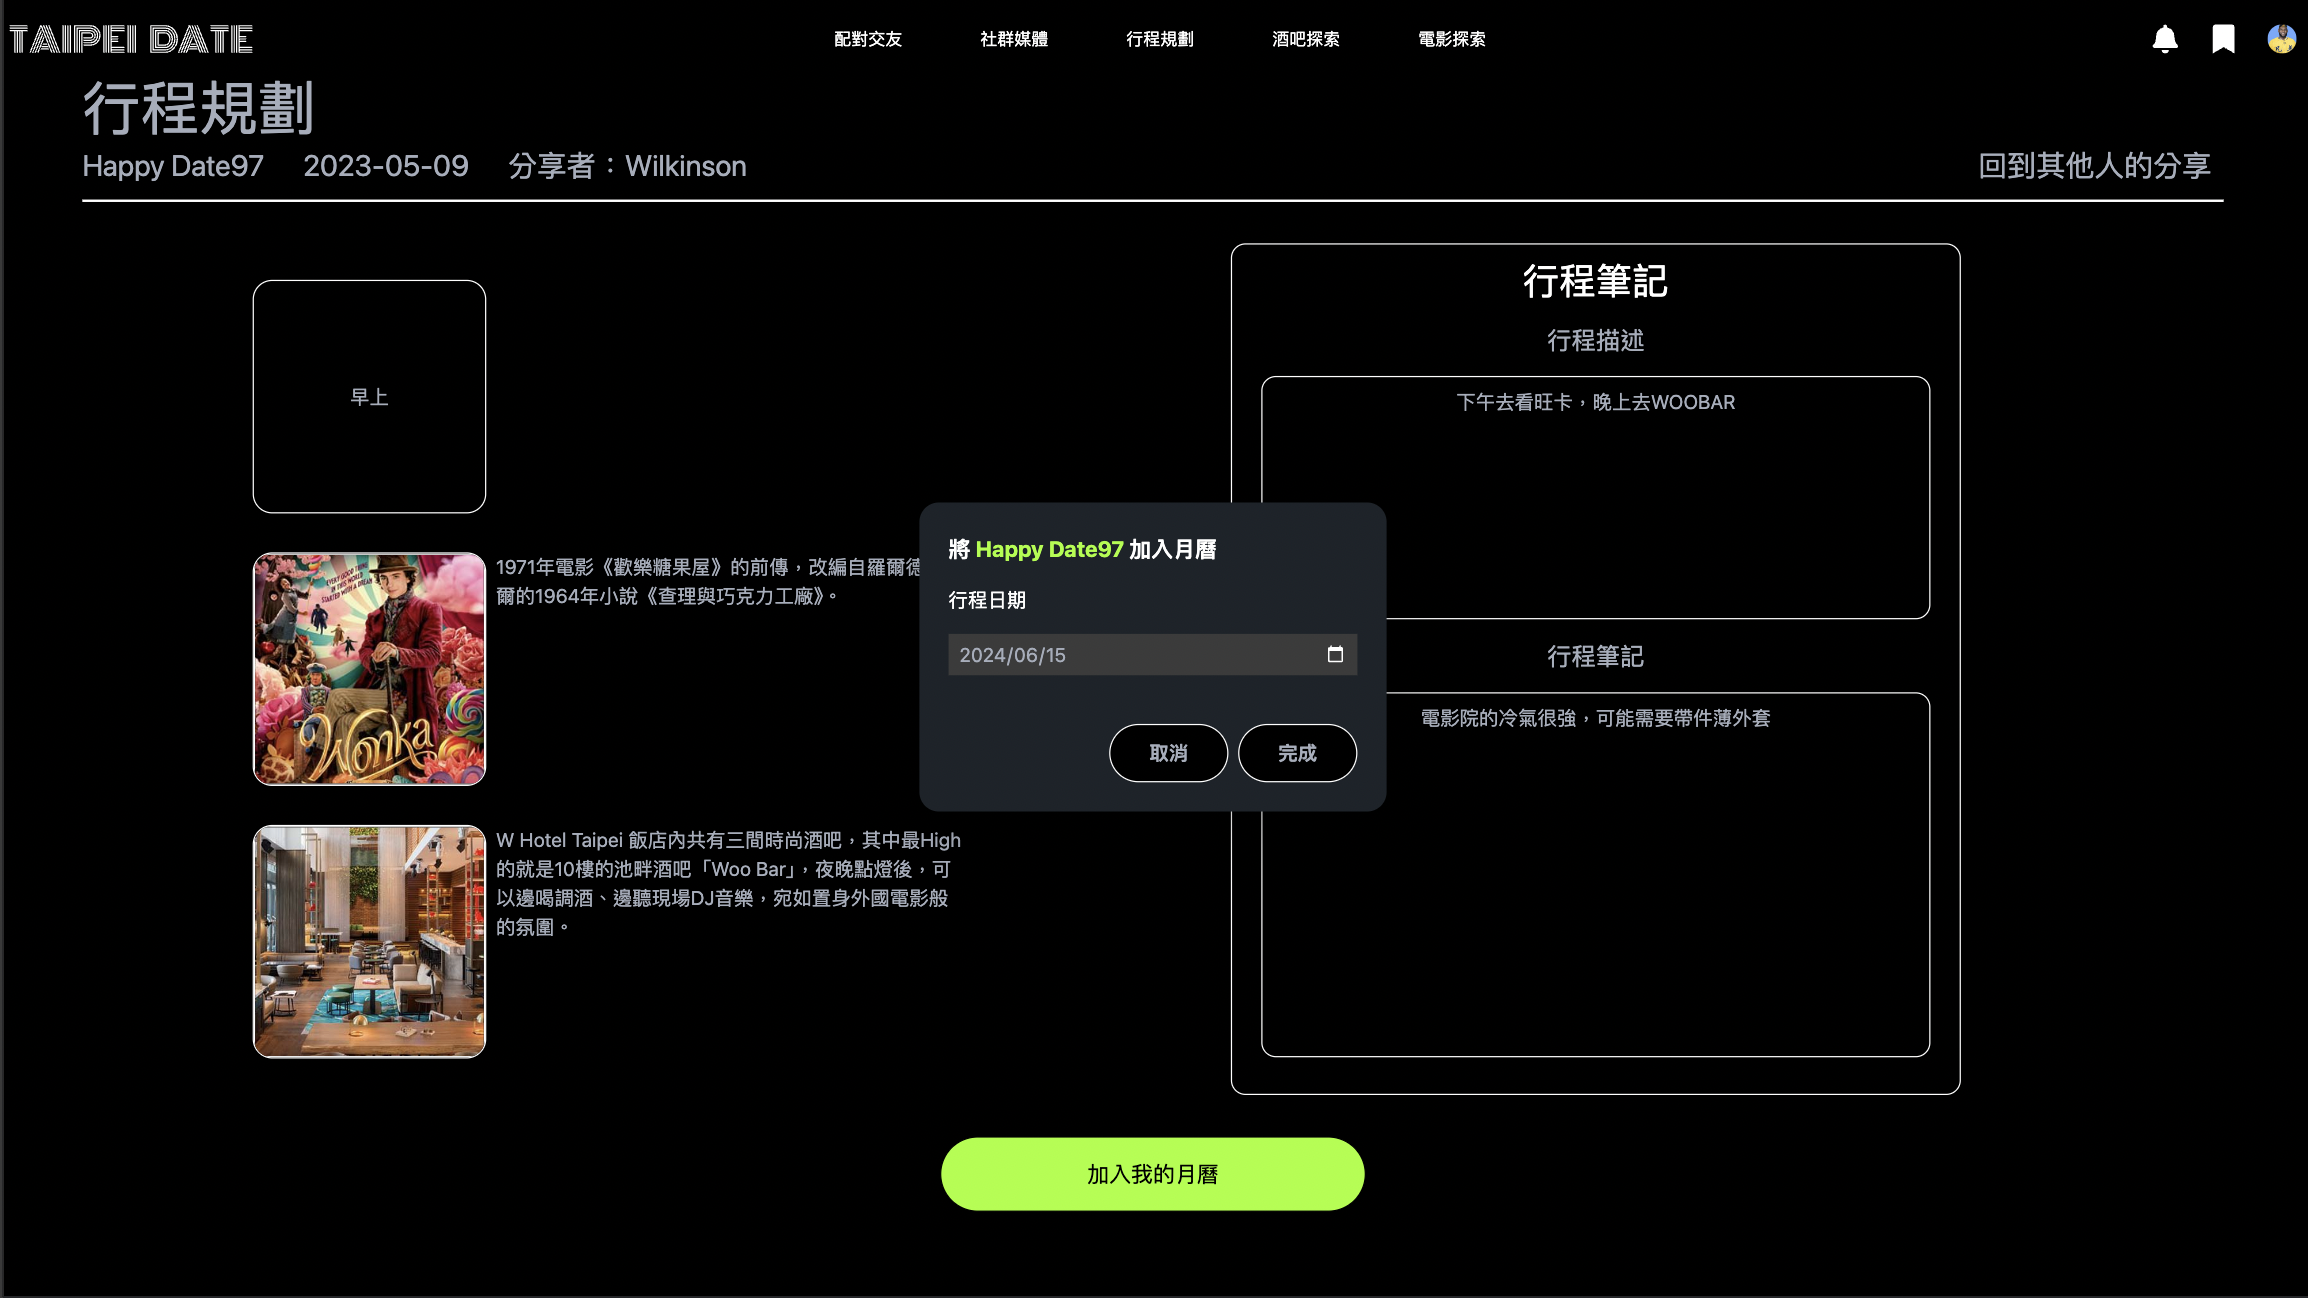 TAIPEI DATE
配對交友
社群媒體
行程規劃
酒吧探索
電影探索
行程規劃
Happy Date97
2023-05-09
分享者：Wilkinson
回到其他人的分享
早上
EVERY GOOD THING
IN THIS WORLD
STARTED WITH A DREAM
Wonka
1971年電影《歡樂糖果屋》的前傳，改編自羅爾德
爾的1964年小說《查理與巧克力工廠》。
W Hotel Taipei 飯店內共有三間時尚酒吧，其中最High
的就是10樓的池畔酒吧「Woo Bar」，夜晚點燈後，可
以邊喝調酒、邊聽現場DJ音樂，宛如置身外國電影般
的氛圍。
行程筆記
行程描述
下午去看旺卡，晚上去WOOBAR
行程筆記
電影院的冷氣很強，可能需要帶件薄外套
將 Happy Date97 加入月曆
行程日期
2024/06/15
取消
完成
加入我的月曆